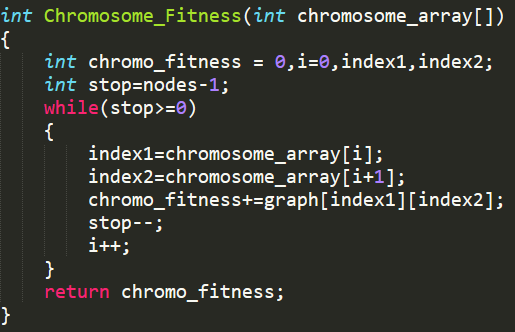 int Chromosome_Fitness(int chromosome_array[])
{
    int chromo_fitness = 0,i=0,index1,index2;
    int stop=nodes-1;
    while(stop>=0)
    {
        index1=chromosome_array[i];
        index2=chromosome_array[i+1];
        chromo_fitness+=graph[index1][index2];
        stop--;
        i++;
    }
    return chromo_fitness;
}